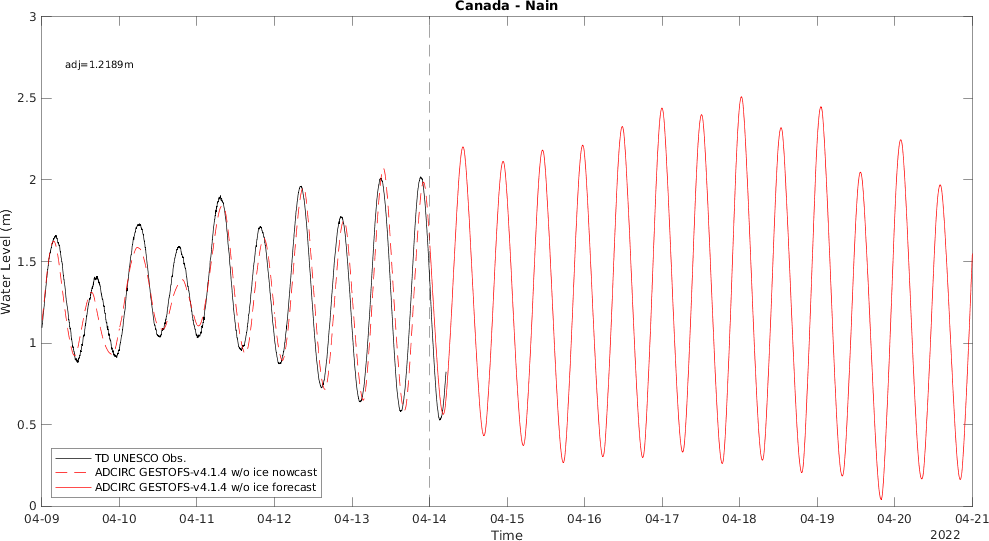 Canada - Nain
3
adj=1.2189m
2.5
2
1.5
1
0.5
0
Water Level (m)
TD UNESCO Obs.
ADCIRC GESTOFS-v4.1.4 w/o ice nowcast
ADCIRC GESTOFS-v4.1.4 w/o ice forecast
04-09 04-10 04-11 04-12 04-13 04-14 04-15 04-16 04-17 04-18 04-19 04-20 04-21
Time
2022